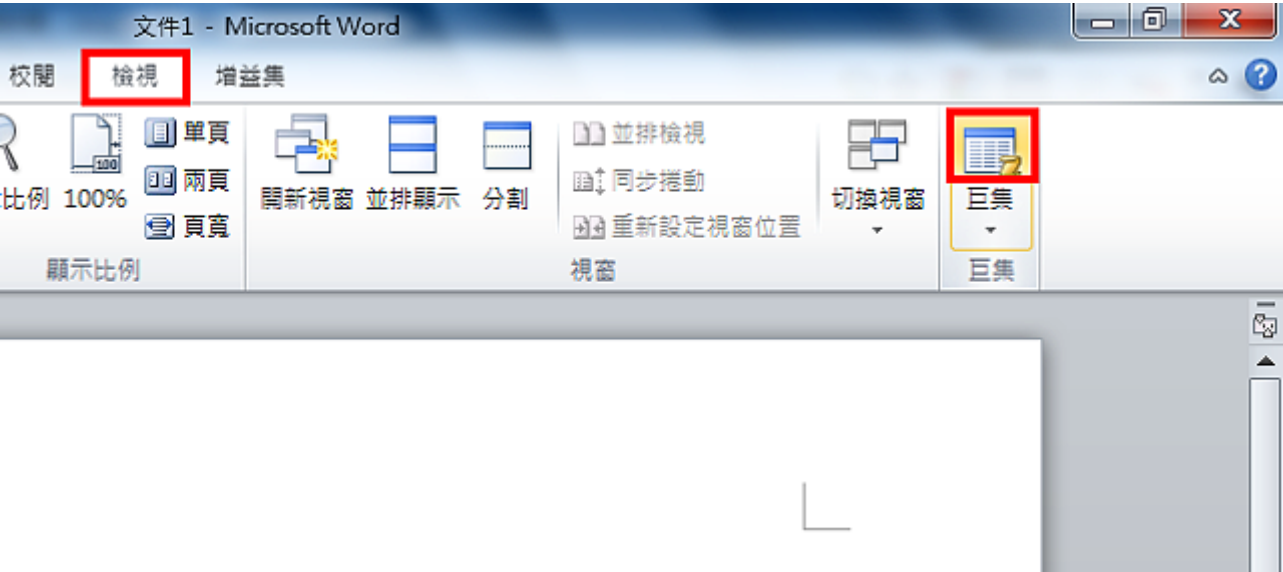 文件1 - Microsoft Word
校閱 檢視 增益集
比例 100% 單頁 兩頁 頁寬 開新視窗 並排顯示 分割 並排檢視 同步捲動 重新設定視窗位置 切換視窗 巨集
顯示比例 視窗 巨集